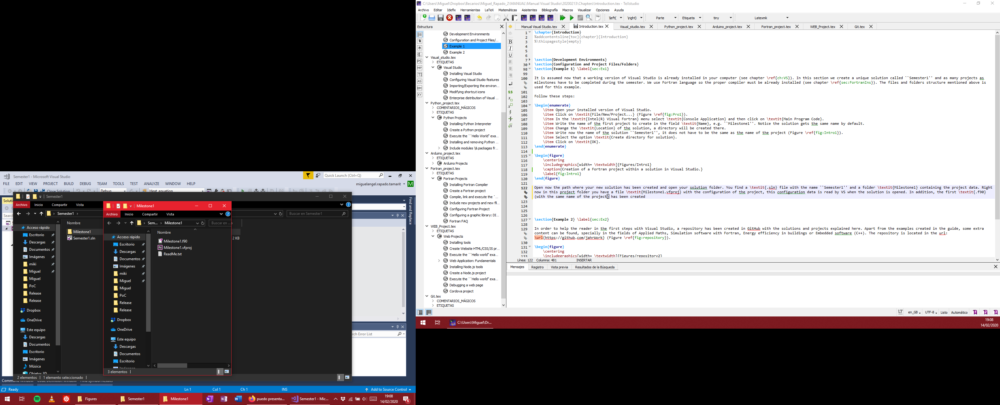 Semester1 - Microsoft Visual Studio
Quick Launch (Ctrl+Q)
FILE EDIT VIEW PROJECT BUILD DEBUG TEAM TOOLS TEST ANALYZE WINDOW HELP
miguelangel.rapado.tamarit
M
Close Solution
Debug
Heat_equation
Find and Replace
Semester1
Archivo Inicio Compartir Vista
Semester1
Buscar en Semester1
Nombre
Milestone1
Semester1.sln
2 KB
Acceso rápido
Escritorio
Descargas
Documentos
Imágenes
miki
Miguel
Miguel
PoC
Release
Release
Dropbox
OneDrive
Este equipo
Descargas
Documentos
Escritorio
Imágenes
Música
Objetos 3D
2 elementos 1 elemento seleccionado
Milestone1
Archivo Inicio Compartir Vista
Sem... Milestone1
Buscar en ...
Nombre
Milestone1.f90
Milestone1.vfproj
ReadMe.txt
Acceso rápido
Escritorio
Descargas
Documentos
Imágenes
miki
Miguel
Miguel
PoC
Release
Release
Dropbox
OneDrive
Este equipo
Descargas
Documentos
Escritorio
3 elementos
Ready Ln 1 Col 1 Ch 1 INS Add to Source Control
Figures Semester1 Milestone1 puedo presenta... Semester1 - Mic... 19:08
14/02/2020
C:\Users\Miguel\Dropbox\Becarios\Miguel_Rapado_2\MANUAL\Manual Visual Studio\20200213\Chapters\Introduction.tex - TeXstudio
Archivo Editar Idefix Herramientas LaTeX Matemáticas Asistentes Bibliografía Macros Visualizar Opciones Ayuda
\left( \right) Parte Etiqueta tiny Latexmk
Estructura
Manual Visual Studio.tex Introduction.tex Visual_studio.tex Python_project.tex Arduino_project.tex Fortran_project.tex WEB_Project.tex Git.tex
Development Environments
Configuration and Project Files/...
Example 1
Example 2
Visual_studio.tex
ETIQUETAS
Visual Studio
Installing Visual Studio
Configuring Visual Studio features
Importing/Exporting the environ...
Modifying shortcut icons
Enterprise distribution of Visual ...
Python_project.tex
COMENTARIOS_MÁGICOS
ETIQUETAS
Python Projects
Installing Python Interpreter
Create a Python project
Execute the ``Hello World'' exa...
Installing and removing Python ...
Include modules \& packages fr...
Arduino_project.tex
ETIQUETAS
Arduino Projects
Fortran_project.tex
ETIQUETAS
Fortran Projects
Installing Fortran Compiler
Create a Fortran project
Compile, link and execute the `...
Include new projects and new fil...
Configuring Fortran Project
Configuring a graphic library: DI...
Fortran FAQ
WEB_Project.tex
ETIQUETAS
Web Projects
Installing tools
Create Website HTML/CSS/JS pr...
Execute the ``Hello world'' exa...
Web Application: Fundamentals
Installing Node.js tools
Create a Node.js project
Execute the ``Hello world'' exa...
Debugging a web page
Cordova project
Git.tex
COMENTARIOS_MÁGICOS
ETIQUETAS
1 \chapter{Introduction}
2 %addcontentsline{toc}{chapter}{Introduction}
3 %\thispagestyle{empty}
4
5
6
7 \section{Development Environments}
30 \section{Configuration and Project Files/Folders}
98 \section{Example 1} \label{sec:Ex1}
99
100 It is assumed now that a working version of Visual Studio is already installed in your computer (see chapter \ref{ch:VS}). In this section we create a unique solution called ``Semester1'' and as many projects as
milestones have to be completed during the semester. We use Fortran language so the proper compiler must be already installed (see chapter \ref{sec:FortranIns}). The files and folders structure mentioned above is
used for this example.
101
102 Follow these steps:
103
104 \begin{enumerate}
105 \item Open your installed version of Visual Studio.
106 \item Click on \textit{File/New/Project...} (Figure \ref{fig:Pro1}).
107 \item In the \textit{Intel(R) Visual Fortran} menu select \textit{Console Application} and then click on \textit{Main Program Code}.
108 \item Write the name of the first project to create in the field \textit{Name}, e.g. ``Milestone1''. Notice the solution gets the same name by default.
109 \item Change the \textit{Location} of the solution, a directory will be created there.
110 \item Write now the name of the solution ``Semester1'', it does not have to be the same as the name of the project (Figure \ref{fig:Intro1}).
111 \item Select the option \textit{Create directory for solution}.
112 \item Click on \textit{OK}.
113 \end{enumerate}
114
115 \begin{figure}
116 \centering
117 \includegraphics[width= \textwidth]{Figures/Intro1}
118 \caption{Creation of a Fortran project within a solution in Visual Studio.}
119 \label{fig:Intro1}
120 \end{figure}
121
122 Open now the path where your new solution has been created and open your solution folder. You find a \textit{.sln} file with the name ``Semester1'' and a folder \textit{Milestone1} containing the project data. Right
now in this project folder you have a file \textit{Milestone1.vfproj} with the configuration of the project, this configuration data is read by VS when the solution is opened. In addition, the first \textit{.f90}
(with the same name of the project) has been created
123
124
125
126
127 \section{Example 2} \label{sec:Ex2}
128
129 In order to help the reader in the first steps with Visual Studio, a repository has been created in GitHub with the solutions and projects explained here. Apart from the examples created in the guide, some extra
content can be found, specially in the fields of Applied Maths, Simulation software with Fortran, Energy efficiency in buildings or Embedded software (C++). The repository is located in the url:
\url{https://github.com/jahrWork} (Figure \ref{fig:repository}).
130
131 \begin{figure}
132 \centering
133 \includegraphics[width= \textwidth]{Figures/repository2}
Línea: 122 Columna: 481 INSERTAR
Mensajes Registro Vista previa Resultados de la Búsqueda
en_GB UTF-8 Listo Automático
C:\Users\Miguel\Dr...
19:08
14/02/2020